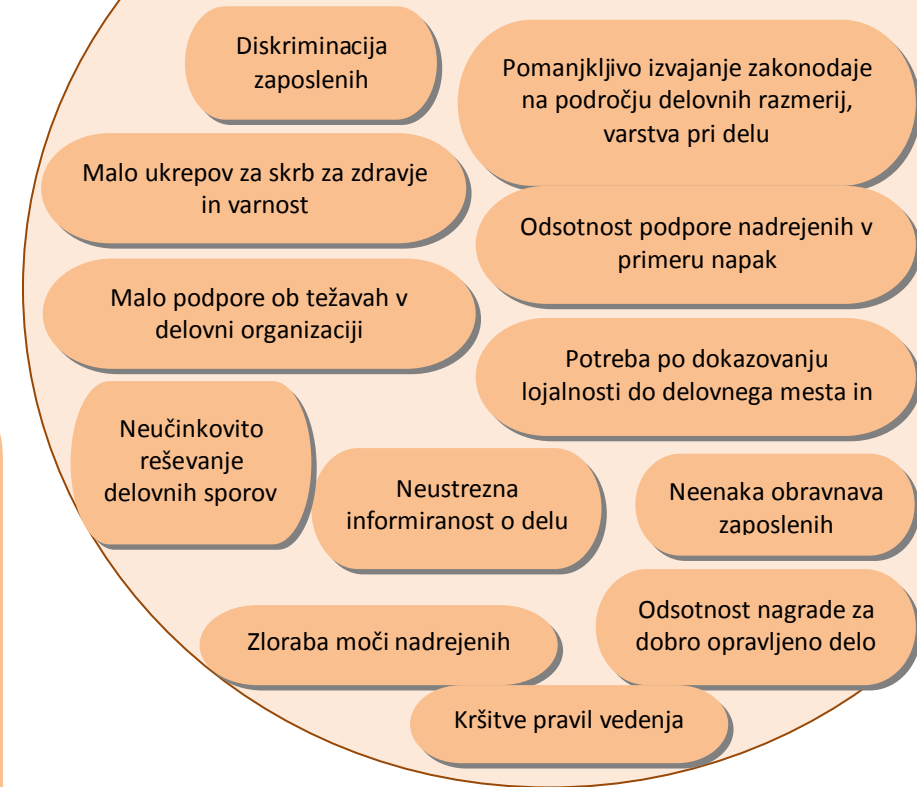 Diskriminacija
zaposlenih
Pomanjkljivo izvajanje zakonodaje
na področju delovnih razmerij,
varstva pri delu
Malo ukrepov za skrb za zdravje
in varnost
Odsotnost podpore nadrejenih v
primeru napak
Malo podpore ob težavah v
delovni organizaciji
Potreba po dokazovanju
lojalnosti do delovnega mesta in
Neučinkovito
reševanje
delovnih sporov
Neustrezna
informiranost o delu
Neenaka obravnava
zaposlenih
Odsotnost nagrade za
dobro opravljeno delo
Zloraba moči nadrejenih
Kršitve pravil vedenja